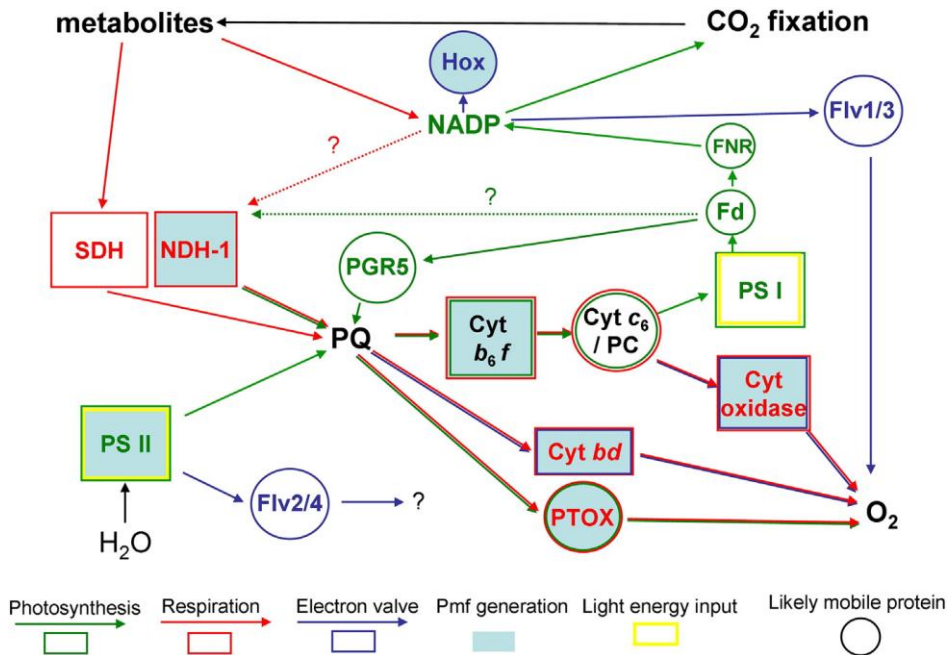 metabolites
CO₂ fixation
Hox
NADP
Flv1/3
?
FNR
?
Fd
SDH
NDH-1
PGR5
PS I
PQ
Cyt
b₆ f
Cyt c₆
/ PC
Cyt
oxidase
PS II
Cyt bd
Flv2/4
?
PTOX
O₂
H₂O
Photosynthesis
Respiration
Electron valve
Pmf generation
Light energy input
Likely mobile protein